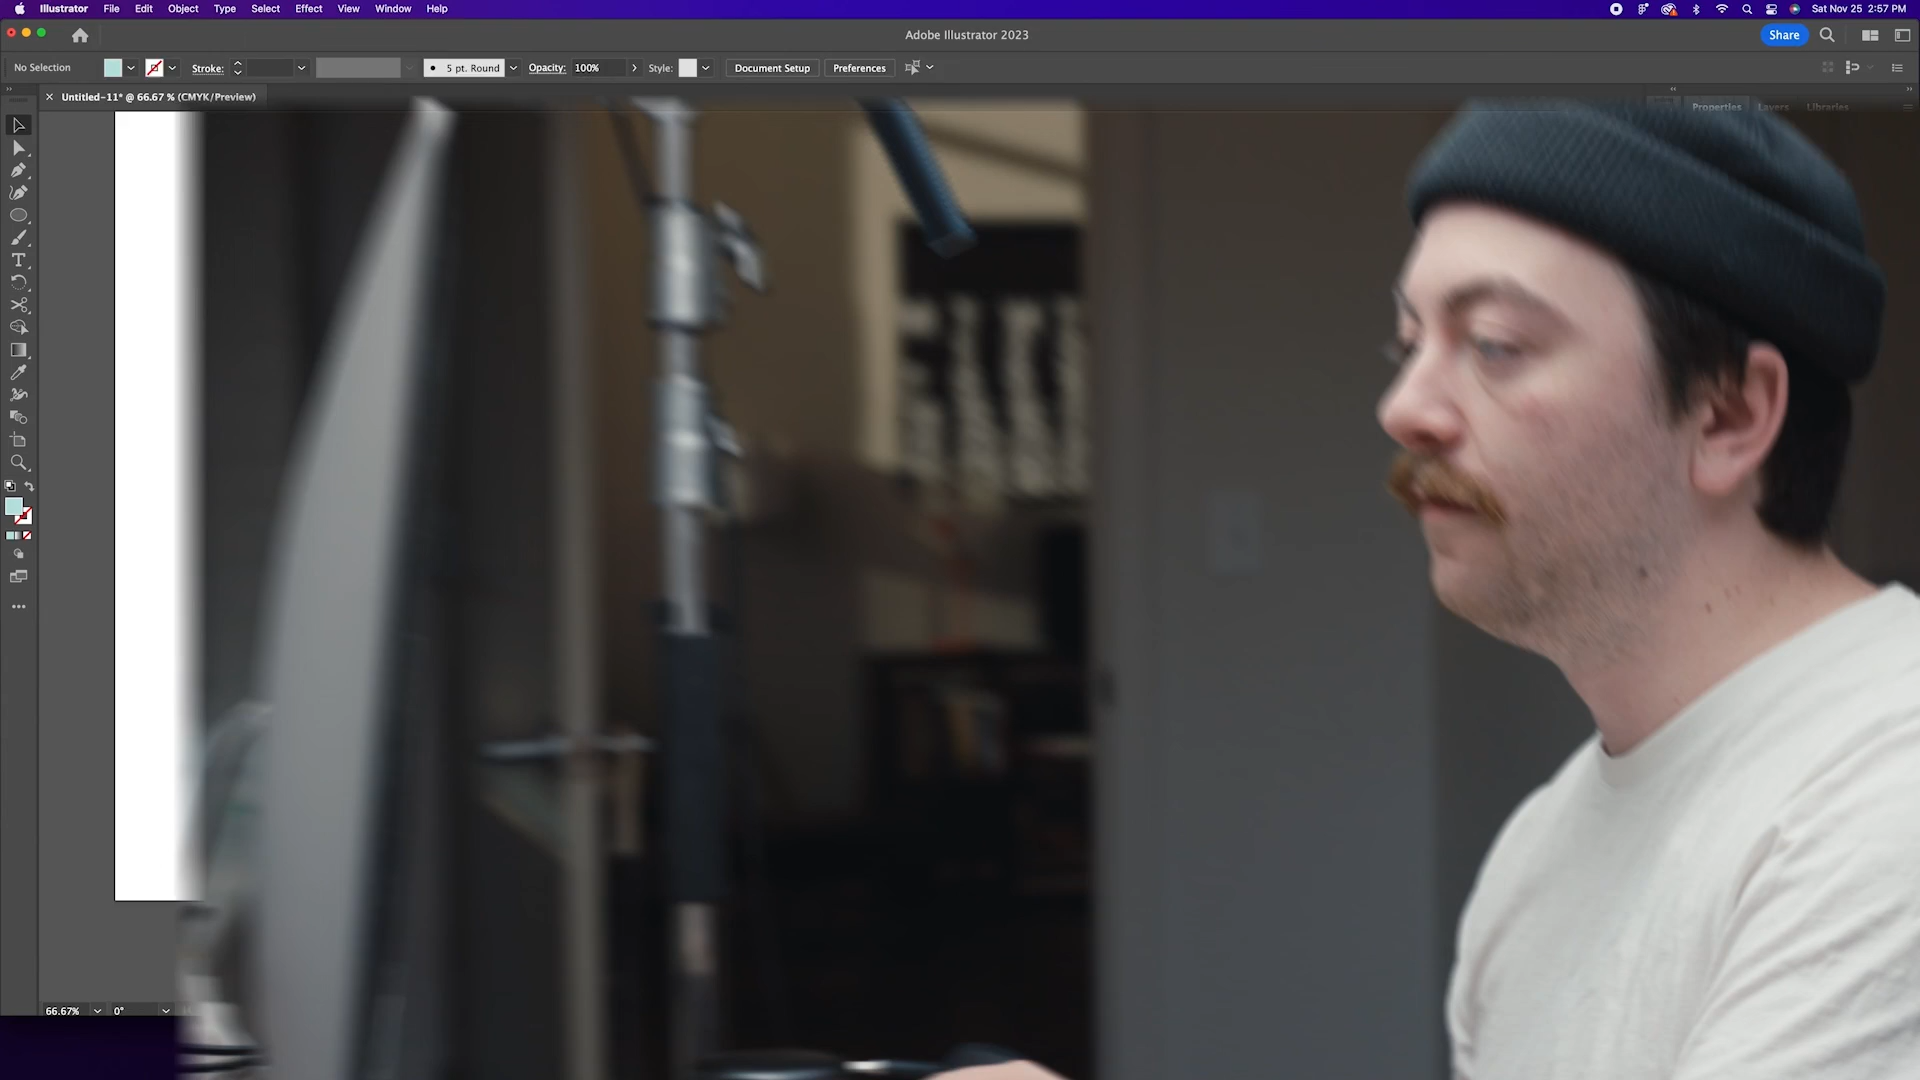 Illustrator File Edit Object Type Select Effect View Window Help
Sat Nov 25 2:57 PM
Adobe Illustrator 2023
Share
No Selection
Stroke:
5 pt. Round
Opacity: 100%
Style:
Document Setup
Preferences
Untitled-11* @ 66.67 % (CMYK/Preview)
Properties Layers Libraries
66.67%
0°